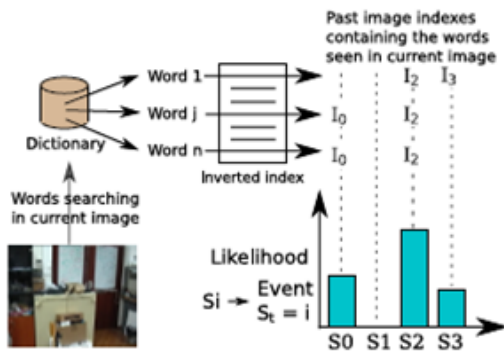 Past image indexes
containing the words
seen in current image
Word 1
I2
I3
Word j
I0
I2
Word n
I0
I2
Dictionary
Inverted index
Words searching
in current image
Likelihood
Si → Event
St = i
S0 S1 S2 S3